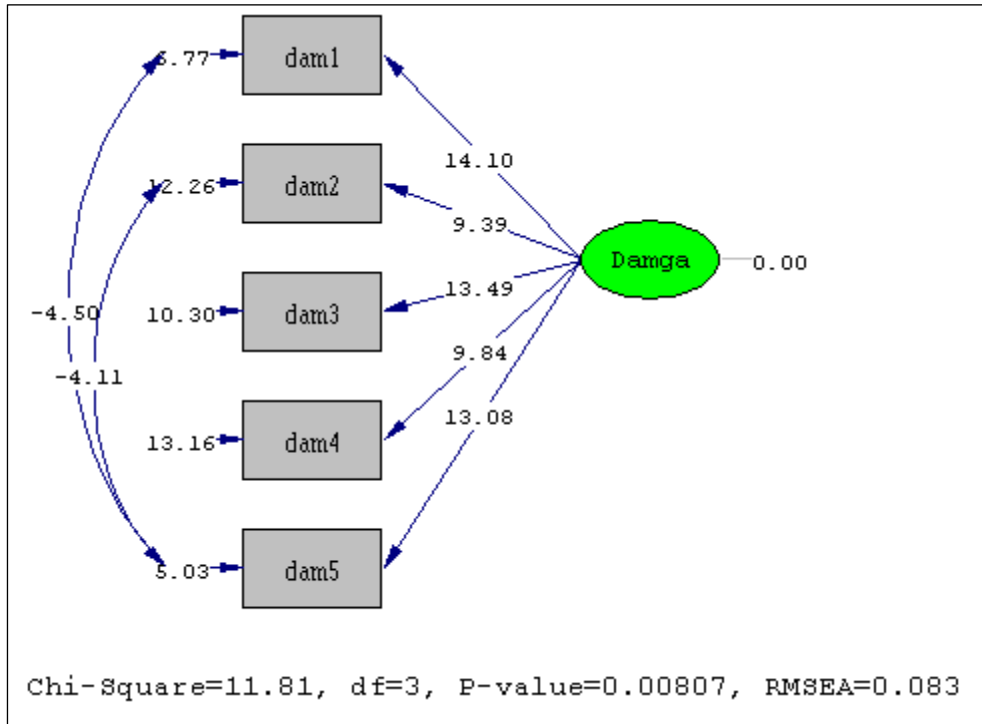 dam1
14.10
12.26
dam2
9.39
Damga
0.00
13.49
-4.50
10.30
dam3
9.84
-4.11
13.08
13.16
dam4
5.03
dam5
Chi-Square=11.81, df=3, P-value=0.00807, RMSEA=0.083